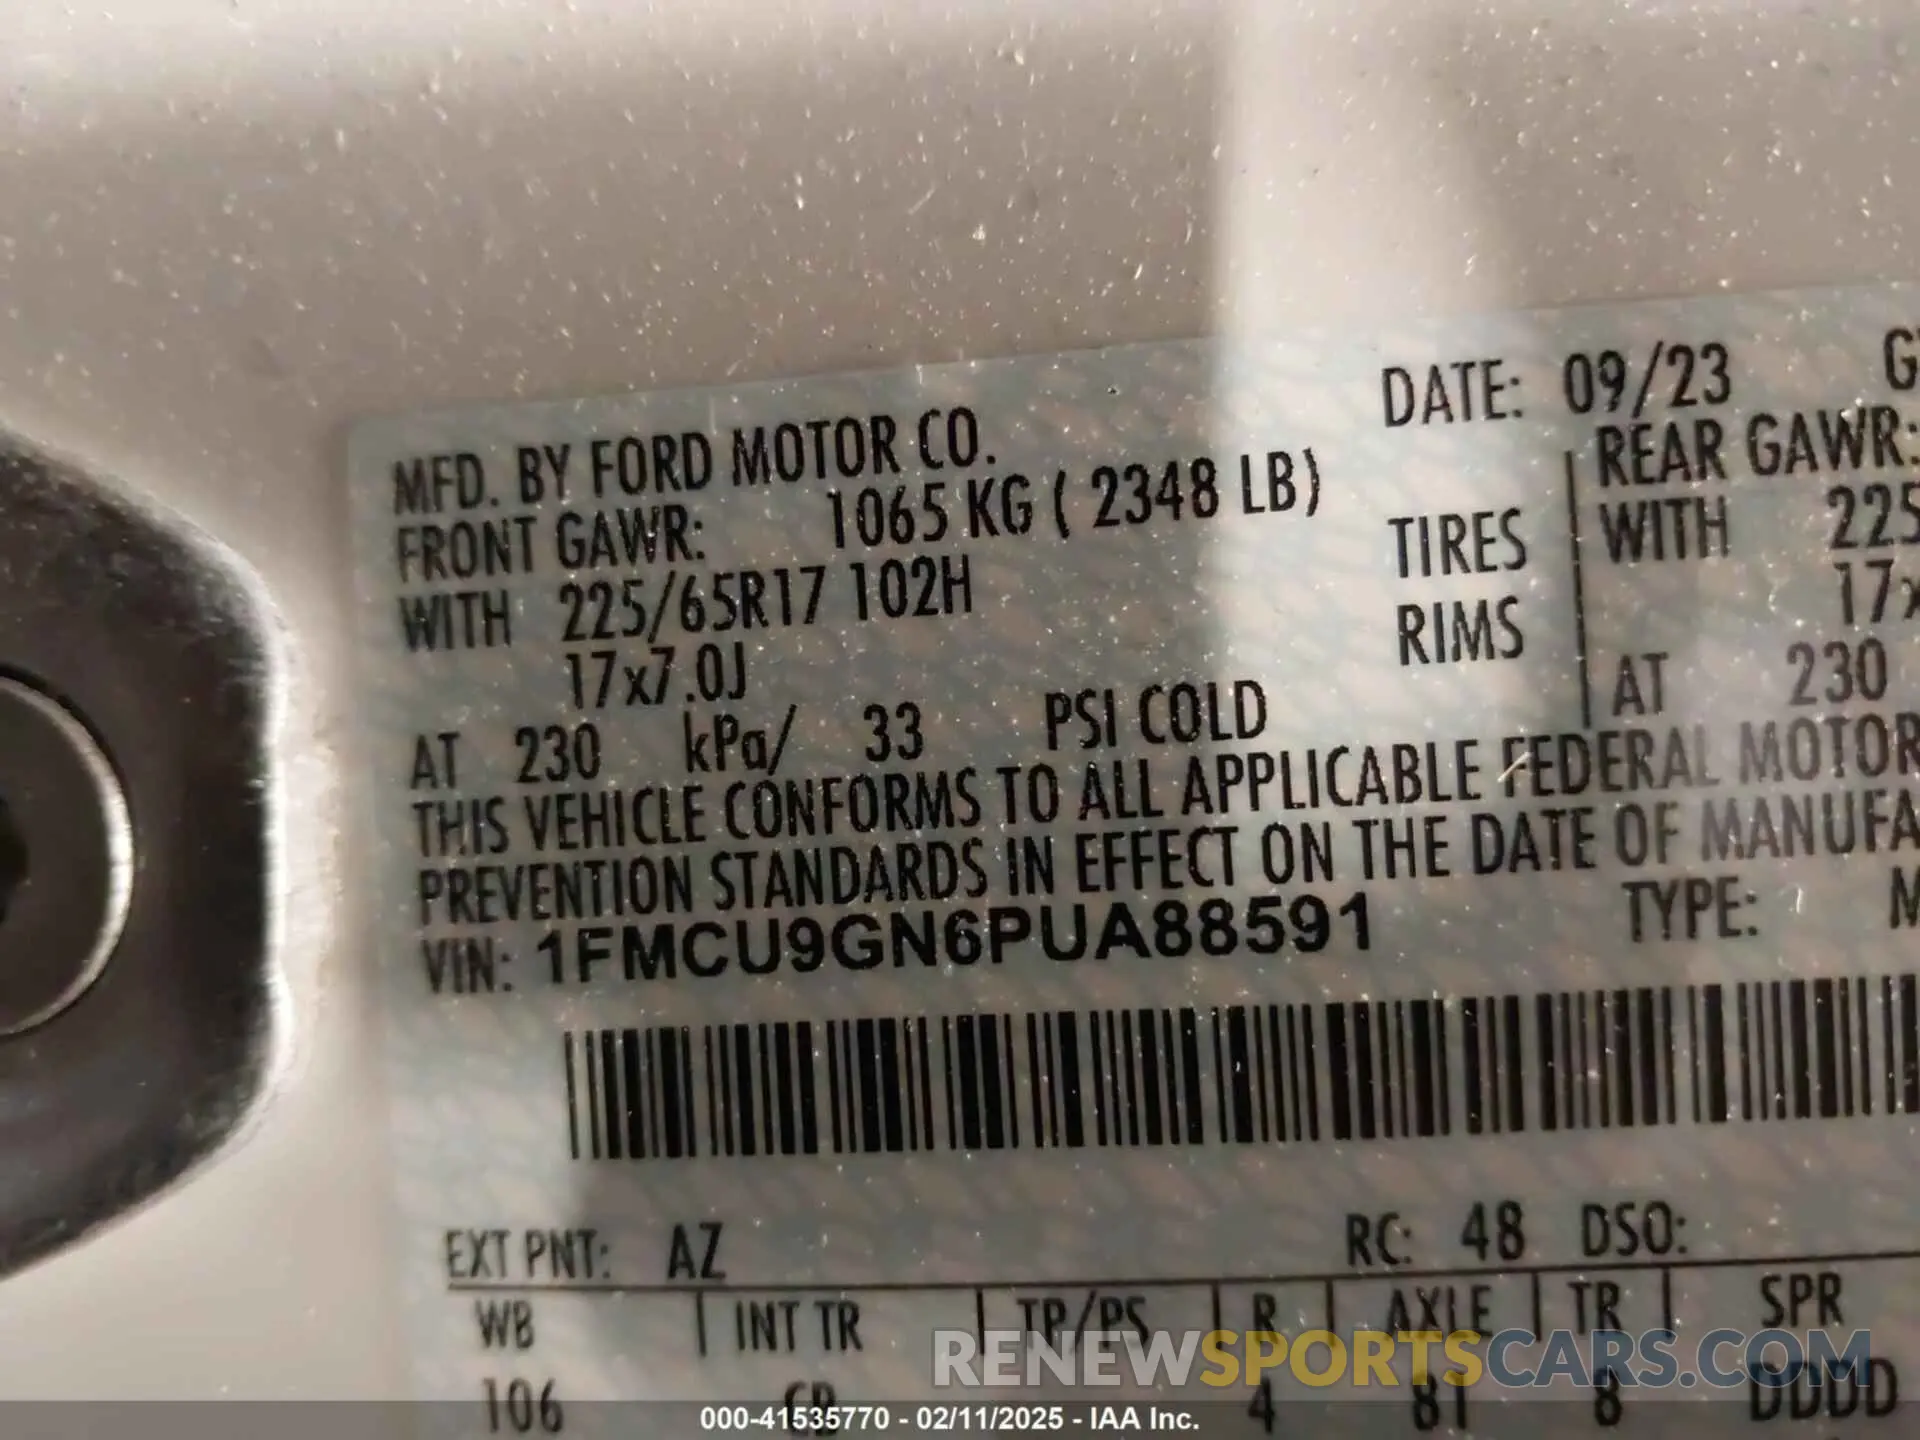 DATE: 09/23
MFD. BY FORD MOTOR CO.
FRONT GAWR: 1065 KG ( 2348 LB)
REAR GAWR:
WITH 225/65R17 102H TIRES WITH 225
17x7.0J RIMS 17x
AT 230 kPa/ 33 PSI COLD AT 230
THIS VEHICLE CONFORMS TO ALL APPLICABLE FEDERAL MOTOR
PREVENTION STANDARDS IN EFFECT ON THE DATE OF MANUFA
VIN: 1FMCU9GN6PUA88591 TYPE: M
EXT PNT: AZ RC: 48 DSO:
WB INT TR TP/PS R AXLE TR SPR
106 4 81 8 DDDD
RENEWSPORTSCARS.COM
000-41535770 - 02/11/2025 - IAA Inc.